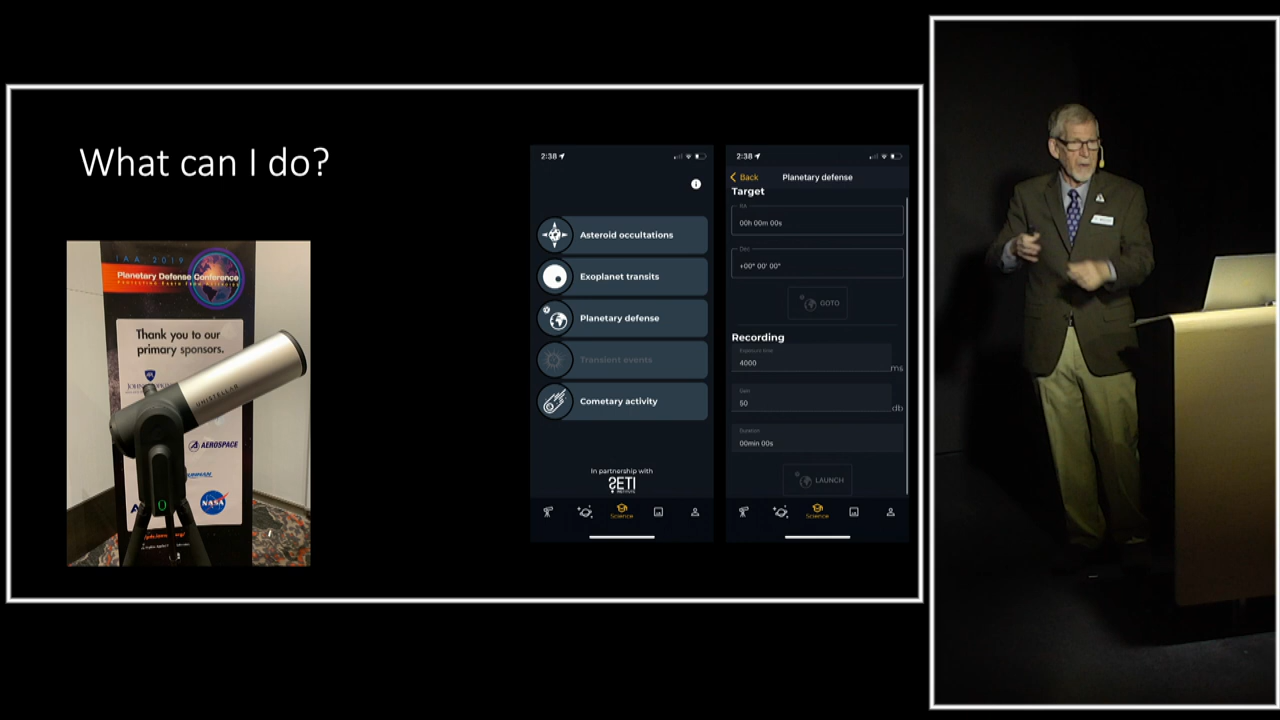 What can I do?
IAA 2019
Planetary Defense Conference
Thank you to our
primary sponsors.
UNISTELLAR
AEROSPACE
NASA
2:38
Asteroid occultations
Exoplanet transits
Planetary defense
Transient events
Cometary activity
In partnership with
SETI
INSTITUTE
Science
2:38
Back
Planetary defense
Target
RA
00h 00m 00s
Dec
+00° 00' 00"
GOTO
Recording
Exposure time
4000
ms
Gain
50
db
Duration
00min 00s
LAUNCH
Science